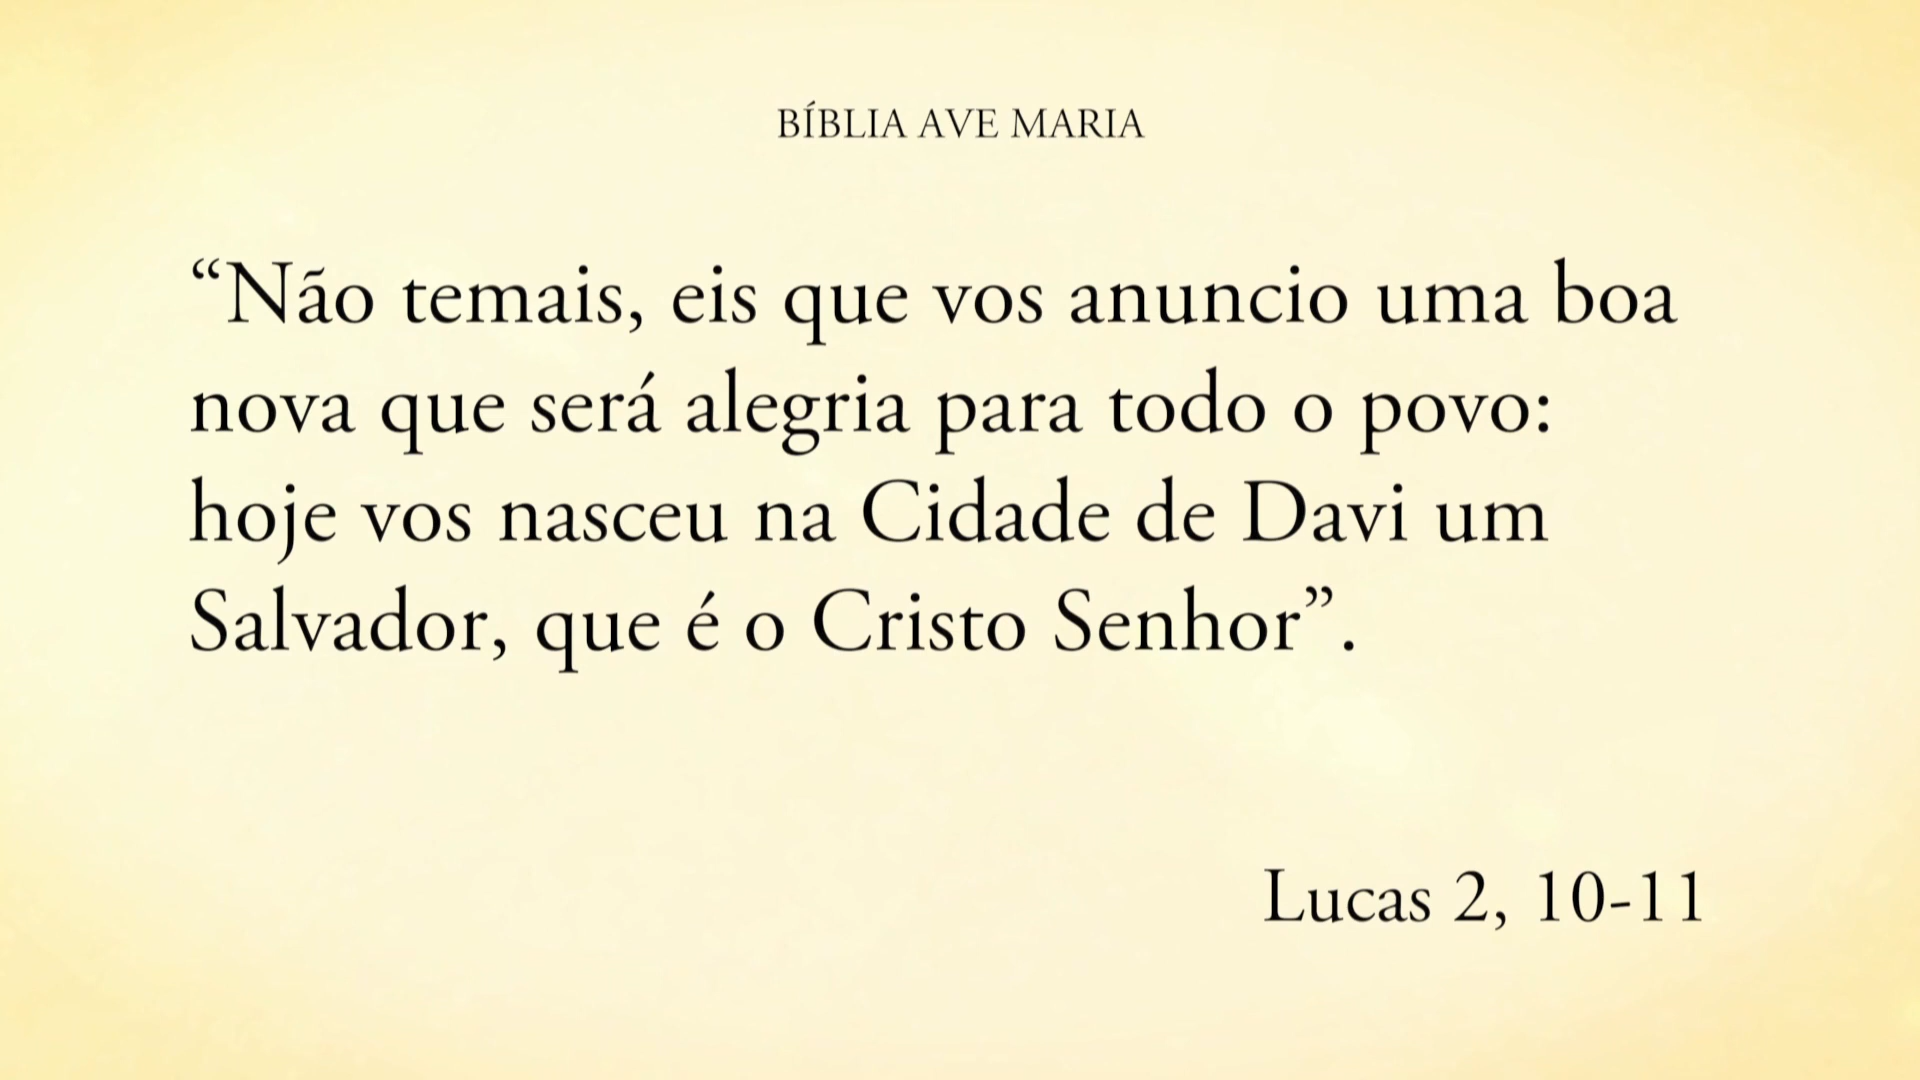 BÍBLIA AVE MARIA
“Não temais, eis que vos anuncio uma boa
nova que será alegria para todo o povo:
hoje vos nasceu na Cidade de Davi um
Salvador, que é o Cristo Senhor”.
Lucas 2, 10-11